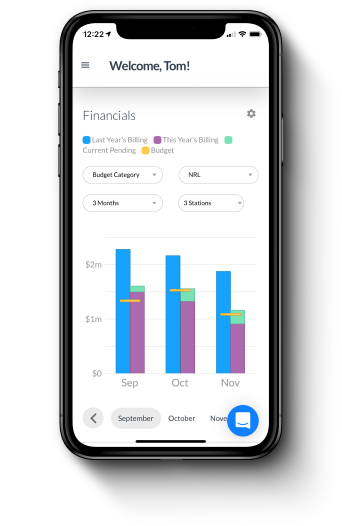 12:22
Welcome, Tom!
Financials
Last Year's Billing This Year's Billing
Current Pending Budget
Budget Category NRL
3 Months 3 Stations
$2m
$1m
$0
Sep Oct Nov
September October Nove